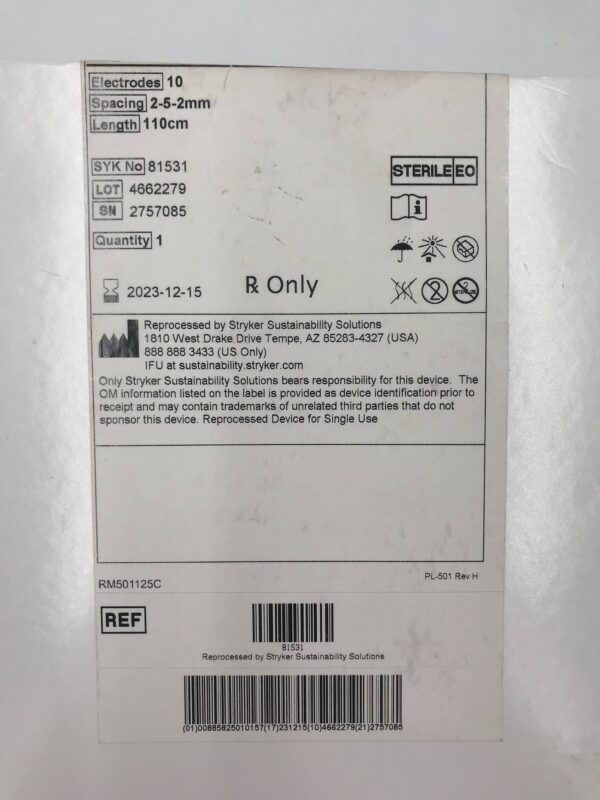 Electrodes 10
Spacing 2-5-2mm
Length 110cm
SYK No 81531
LOT 4662279
SN 2757085
Quantity 1
STERILE EO
i
2023-12-15
℞ Only
Reprocessed by Stryker Sustainability Solutions
1810 West Drake Drive Tempe, AZ 85283-4327 (USA)
888 888 3433 (US Only)
IFU at sustainability.stryker.com
Only Stryker Sustainability Solutions bears responsibility for this device. The
OM information listed on the label is provided as device identification prior to
receipt and may contain trademarks of unrelated third parties that do not
sponsor this device. Reprocessed Device for Single Use
RM501125C
PL-501 Rev H
REF
81531
Reprocessed by Stryker Sustainability Solutions
(01)00885825010157(17)231215(10)4662279(21)2757085